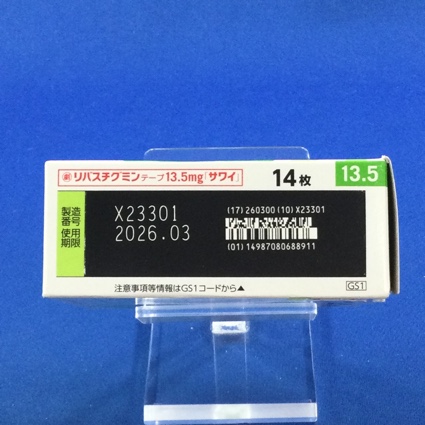 劇 リバスチグミンテープ13.5mg「サワイ」 14枚 13.5
製造番号 X23301
使用期限 2026.03
(17) 260300 (10) X23301
(01) 14987080688911
注意事項等情報はGS1コードから▲
GS1